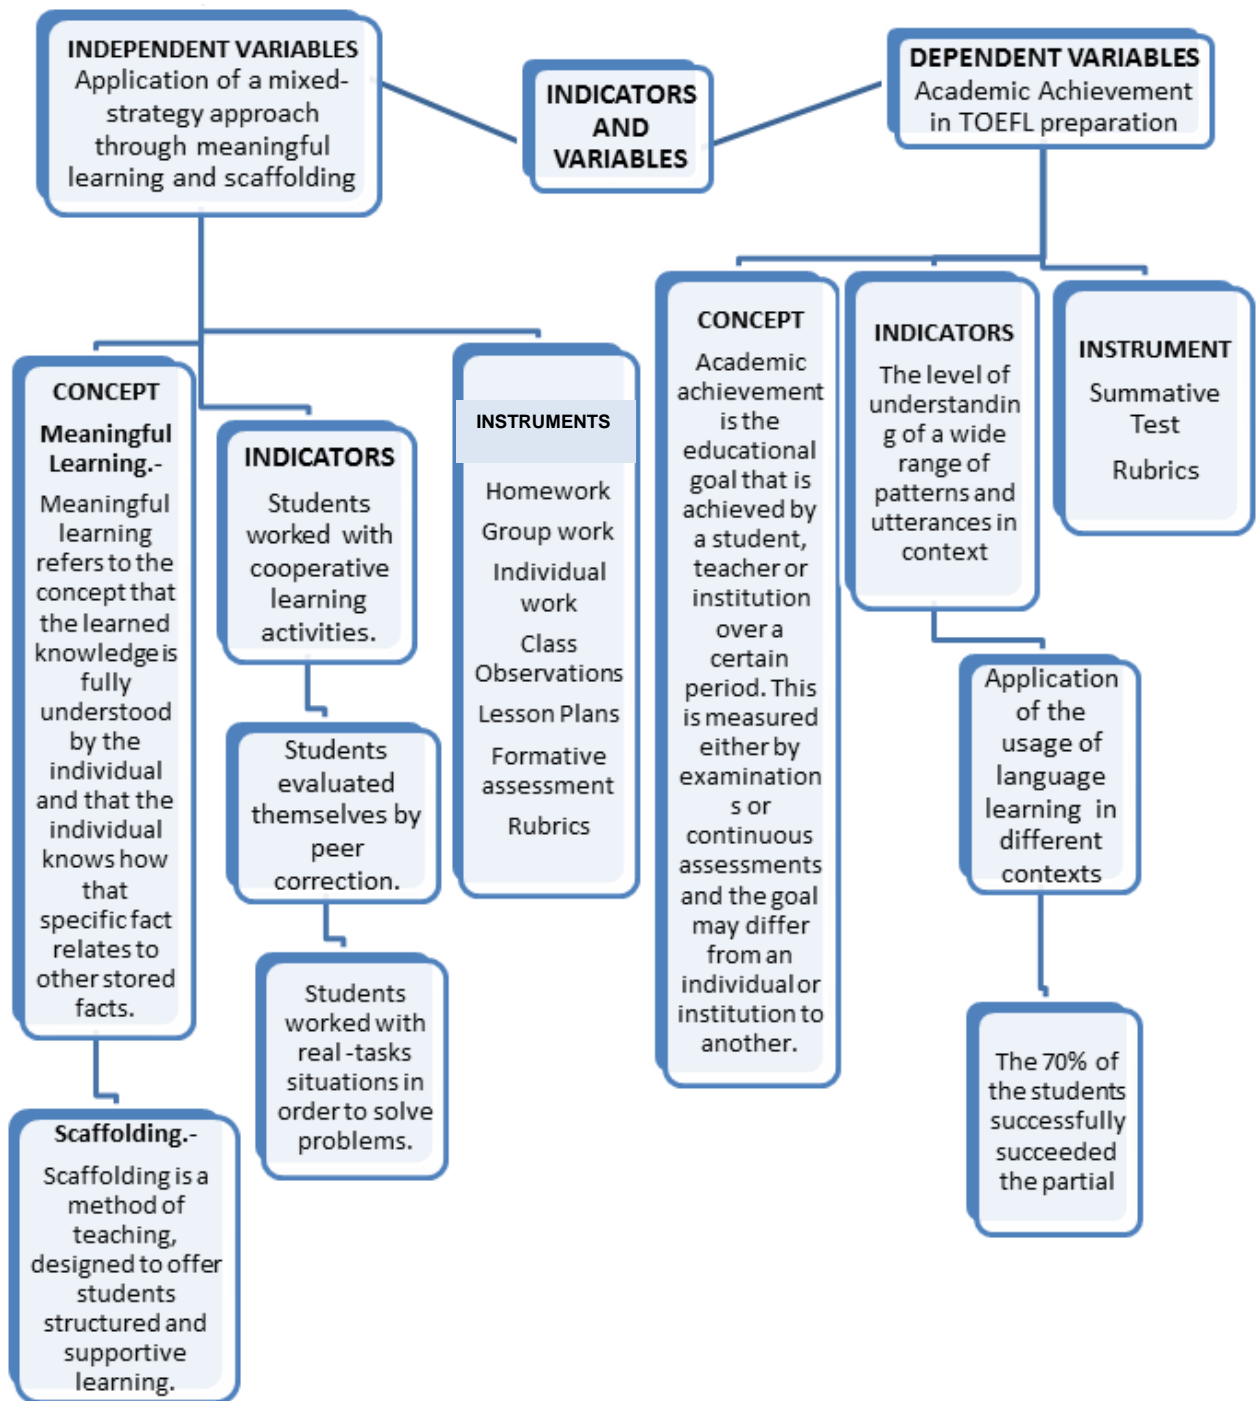 INDEPENDENT VARIABLES
Application of a mixed-
strategy approach
through meaningful
learning and scaffolding
INDICATORS
AND
VARIABLES
DEPENDENT VARIABLES
Academic Achievement
in TOEFL preparation
CONCEPT
Meaningful
Learning.-
Meaningful
learning
refers to the
concept that
the learned
knowledge is
fully
understood
by the
individual
and that the
individual
knows how
that
specific fact
relates to
other stored
facts.
Scaffolding.-
Scaffolding is a
method of
teaching,
designed to offer
students
structured and
supportive
learning.
INDICATORS
Students
worked with
cooperative
learning
activities.
Students
evaluated
themselves by
peer
correction.
Students
worked with
real -tasks
situations in
order to solve
problems.
INSTRUMENTS
Homework
Group work
Individual
work
Class
Observations
Lesson Plans
Formative
assessment
Rubrics
CONCEPT
Academic
achievement
is the
educational
goal that is
achieved by
a student,
teacher or
institution
over a
certain
period. This
is measured
either by
examination
s or
continuous
assessments
and the goal
may differ
from an
individual or
institution to
another.
INDICATORS
The level of
understandin
g of a wide
range of
patterns and
utterances in
context
Application
of the
usage of
language
learning in
different
contexts
The 70% of
the students
successfully
succeeded
the partial
INSTRUMENT
Summative
Test
Rubrics